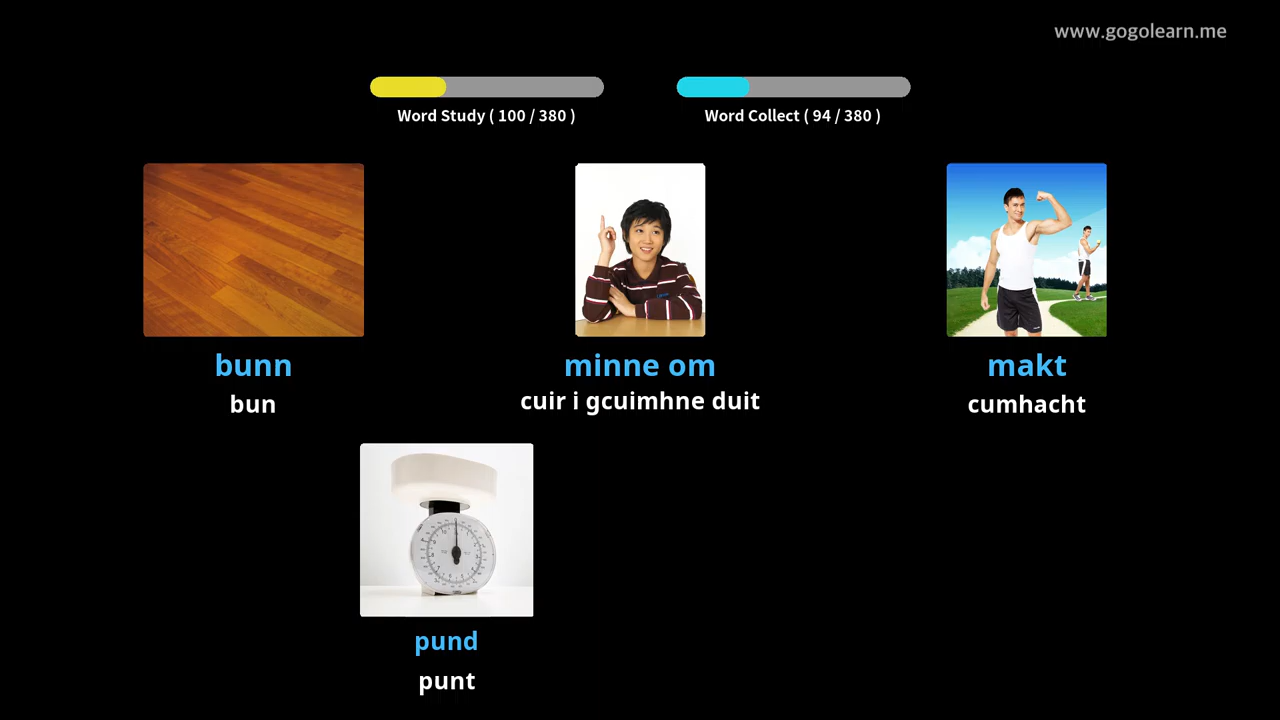 www.gogolearn.me
Word Study ( 100 / 380 )
Word Collect ( 94 / 380 )
bunn
bun
minne om
cuir i gcuimhne duit
makt
cumhacht
pund
punt